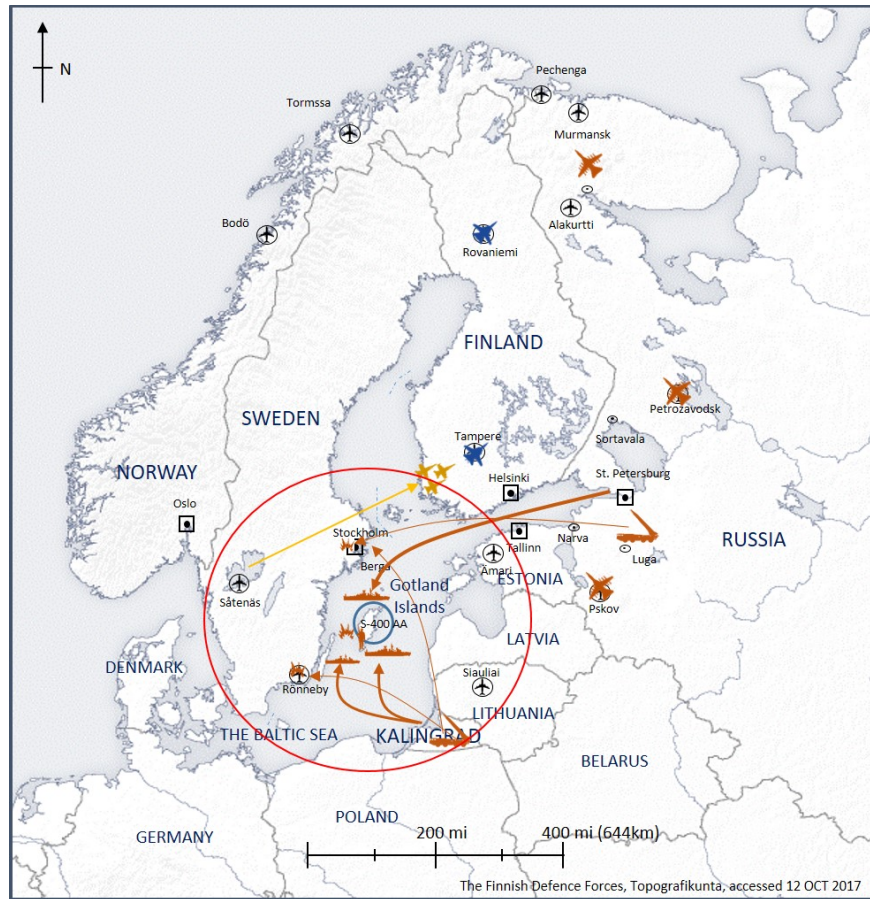 N
Pechenga
Tormssa
Murmansk
Alakurtti
Bodö
Rovaniemi
FINLAND
Petrozavodsk
SWEDEN
Sortavala
Tampere
St. Petersburg
NORWAY
Helsinki
Oslo
Stockholm
Tallinn
Narva
RUSSIA
Berga
Luga
Ämari
ESTONIA
Såtenäs
Gotland
Islands
Pskov
S-400 AA
LATVIA
DENMARK
Siauliai
Rönneby
LITHUANIA
THE BALTIC SEA
KALINGRAD
BELARUS
POLAND
GERMANY
200 mi
400 mi (644km)
The Finnish Defence Forces, Topografikunta, accessed 12 OCT 2017